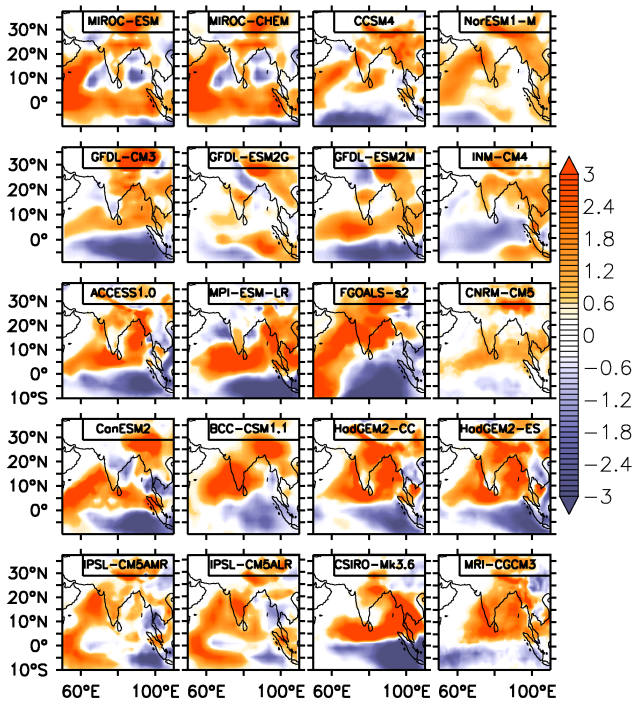 MIROC-ESM MIROC-CHEM CCSM4 NorESM1-M
30°N
20°N
10°N
0°
GFDL-CM3 GFDL-ESM2G GFDL-ESM2M INM-CM4
30°N
20°N
10°N
0°
3
2.4
1.8
1.2
0.6
0
-0.6
-1.2
-1.8
-2.4
-3
ACCESS1.0 MPI-ESM-LR FGOALS-s2 CNRM-CM5
30°N
20°N
10°N
0°
10°S
CanESM2 BCC-CSM1.1 HadGEM2-CC HadGEM2-ES
30°N
20°N
10°N
0°
IPSL-CM5AMR IPSL-CM5ALR CSIRO-Mk3.6 MRI-CGCM3
30°N
20°N
10°N
0°
10°S
60°E 100°E 60°E 100°E 60°E 100°E 60°E 100°E